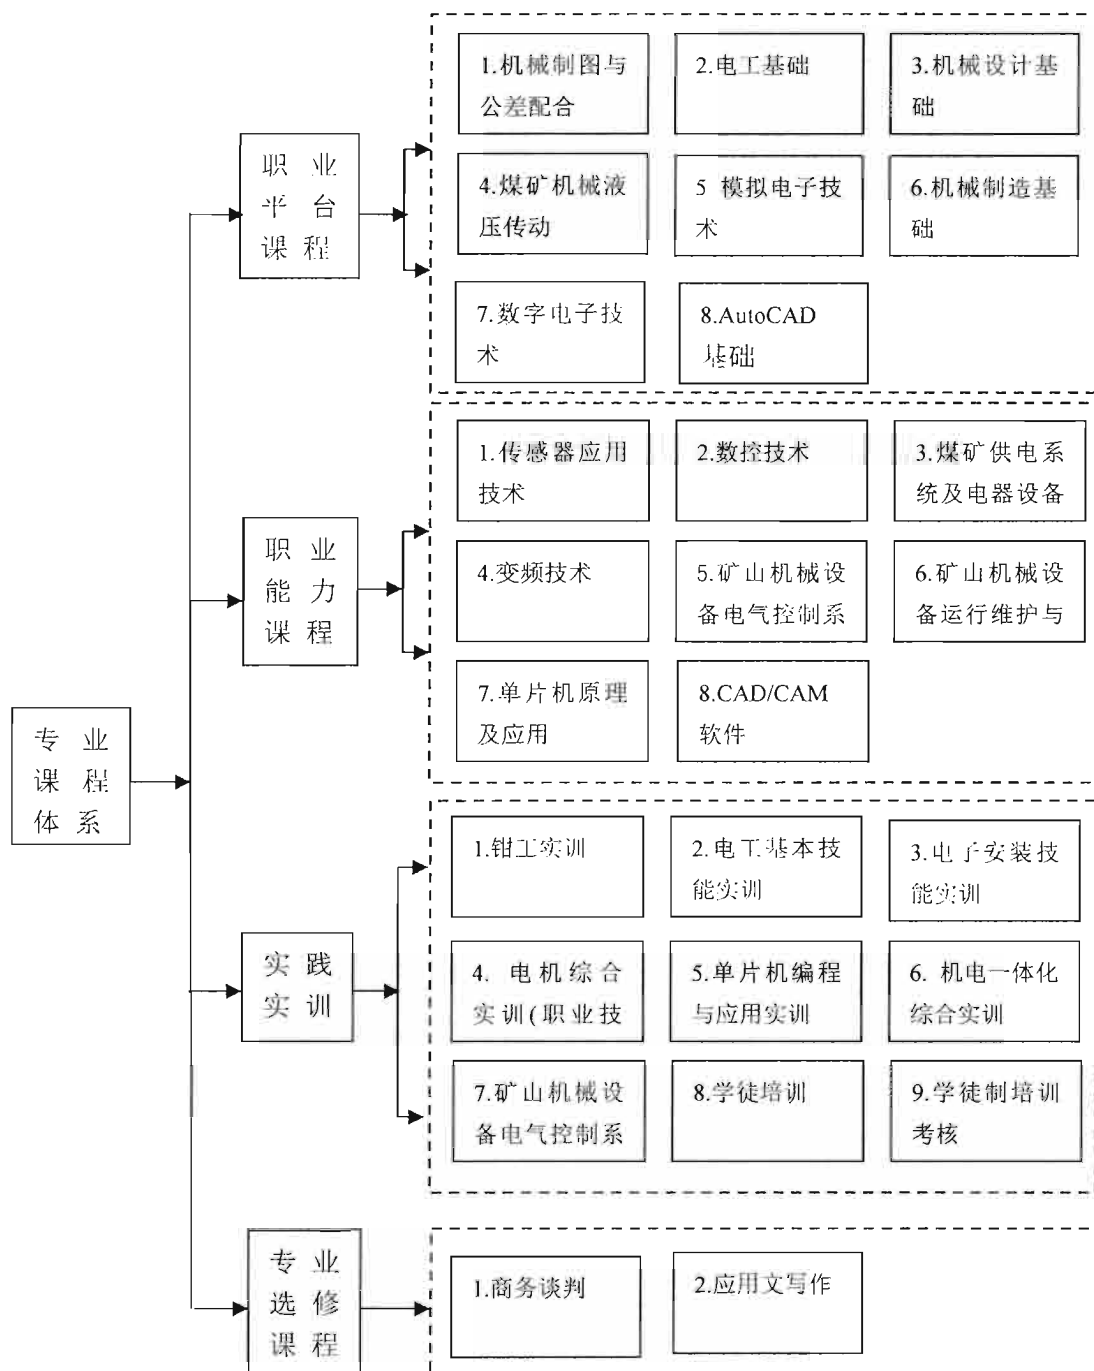 专业
课程
体系
职业
平台
课程
1.机械制图与
公差配合
2.电工基础
3.机械设计基
础
4.煤矿机械液
压传动
5 模拟电子技
术
6.机械制造基
础
7.数字电子技
术
8.AutoCAD
基础
职业
能力
课程
1.传感器应用
技术
2.数控技术
3.煤矿供电系
统及电器设备
4.变频技术
5.矿山机械设
备电气控制系
6.矿山机械设
备运行维护与
7.单片机原理
及应用
8.CAD/CAM
软件
实践
实训
1.钳工实训
2.电工基本技
能实训
3.电子安装技
能实训
4. 电机综合
实训(职业技
5.单片机编程
与应用实训
6. 机电一体化
综合实训
7.矿山机械设
备电气控制系
8.学徒培训
9.学徒制培训
考核
专业
选修
课程
1.商务谈判
2.应用文写作